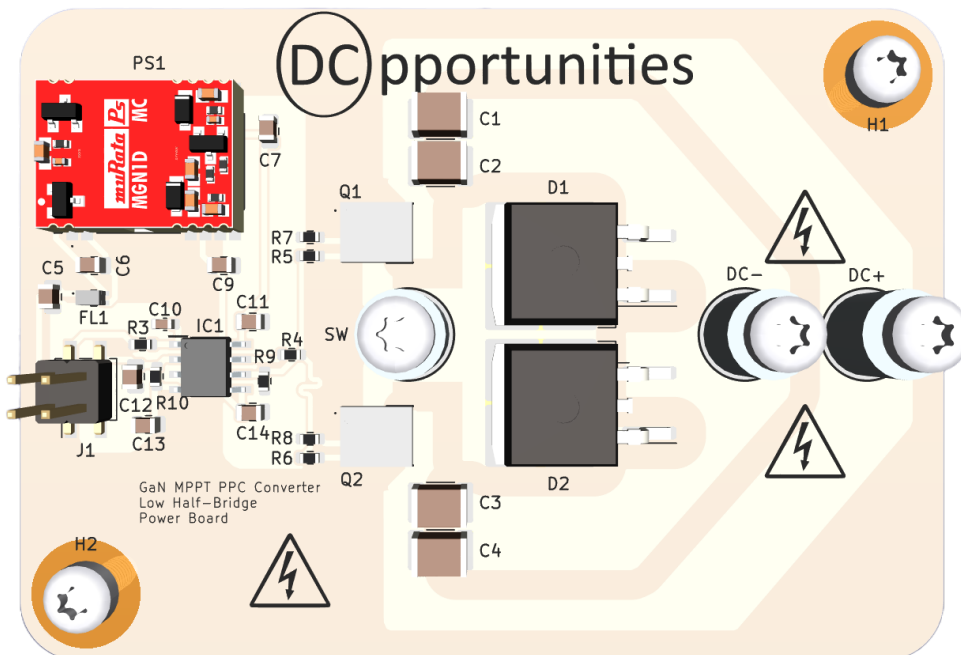 DCpportunities
PS1
muRata Ps
MGN1D MC
C7
C1
C2
H1
Q1
D1
R7
R5
C5
C6
C9
FL1
DC-
DC+
C10
C11
R3
IC1
R4
SW
R9
C12
R10
C14
C13
J1
R8
R6
Q2
D2
GaN MPPT PPC Converter
Low Half-Bridge
Power Board
C3
C4
H2